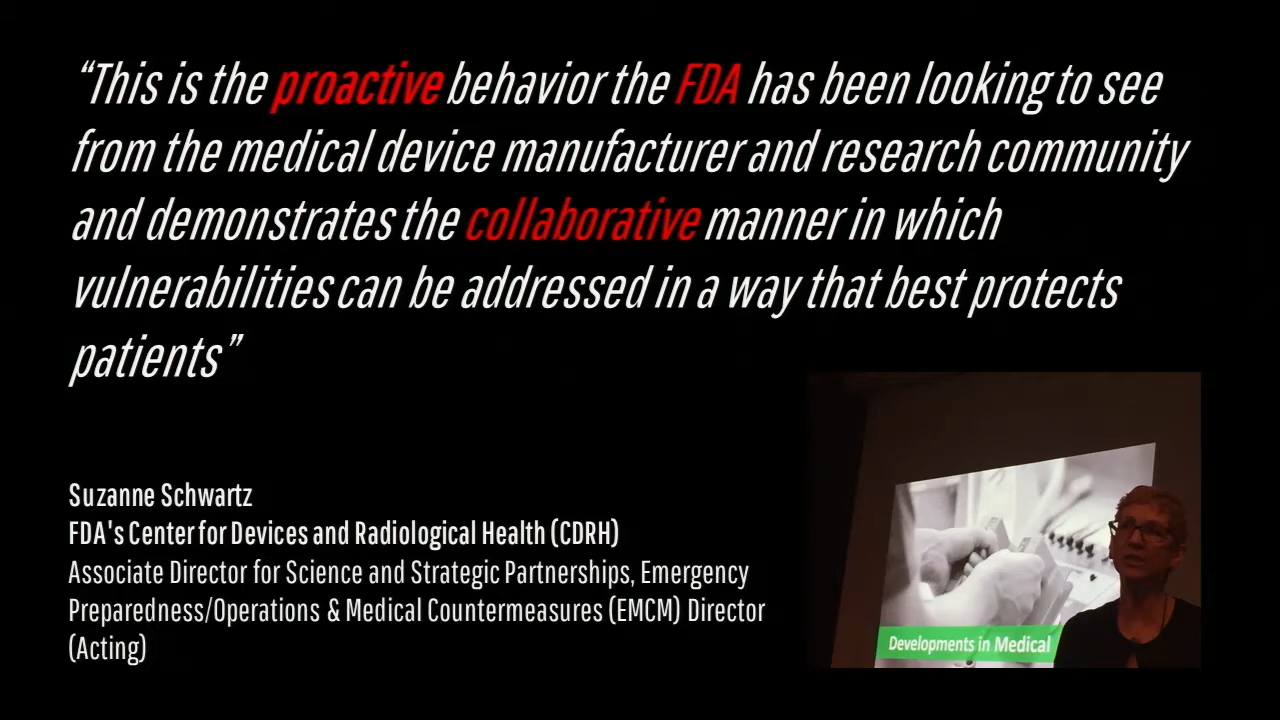 “This is the proactive behavior the FDA has been looking to see
from the medical device manufacturer and research community
and demonstrates the collaborative manner in which
vulnerabilities can be addressed in a way that best protects
patients”
Suzanne Schwartz
FDA's Center for Devices and Radiological Health (CDRH)
Associate Director for Science and Strategic Partnerships, Emergency
Preparedness/Operations & Medical Countermeasures (EMCM) Director
(Acting)
Developments in Medical